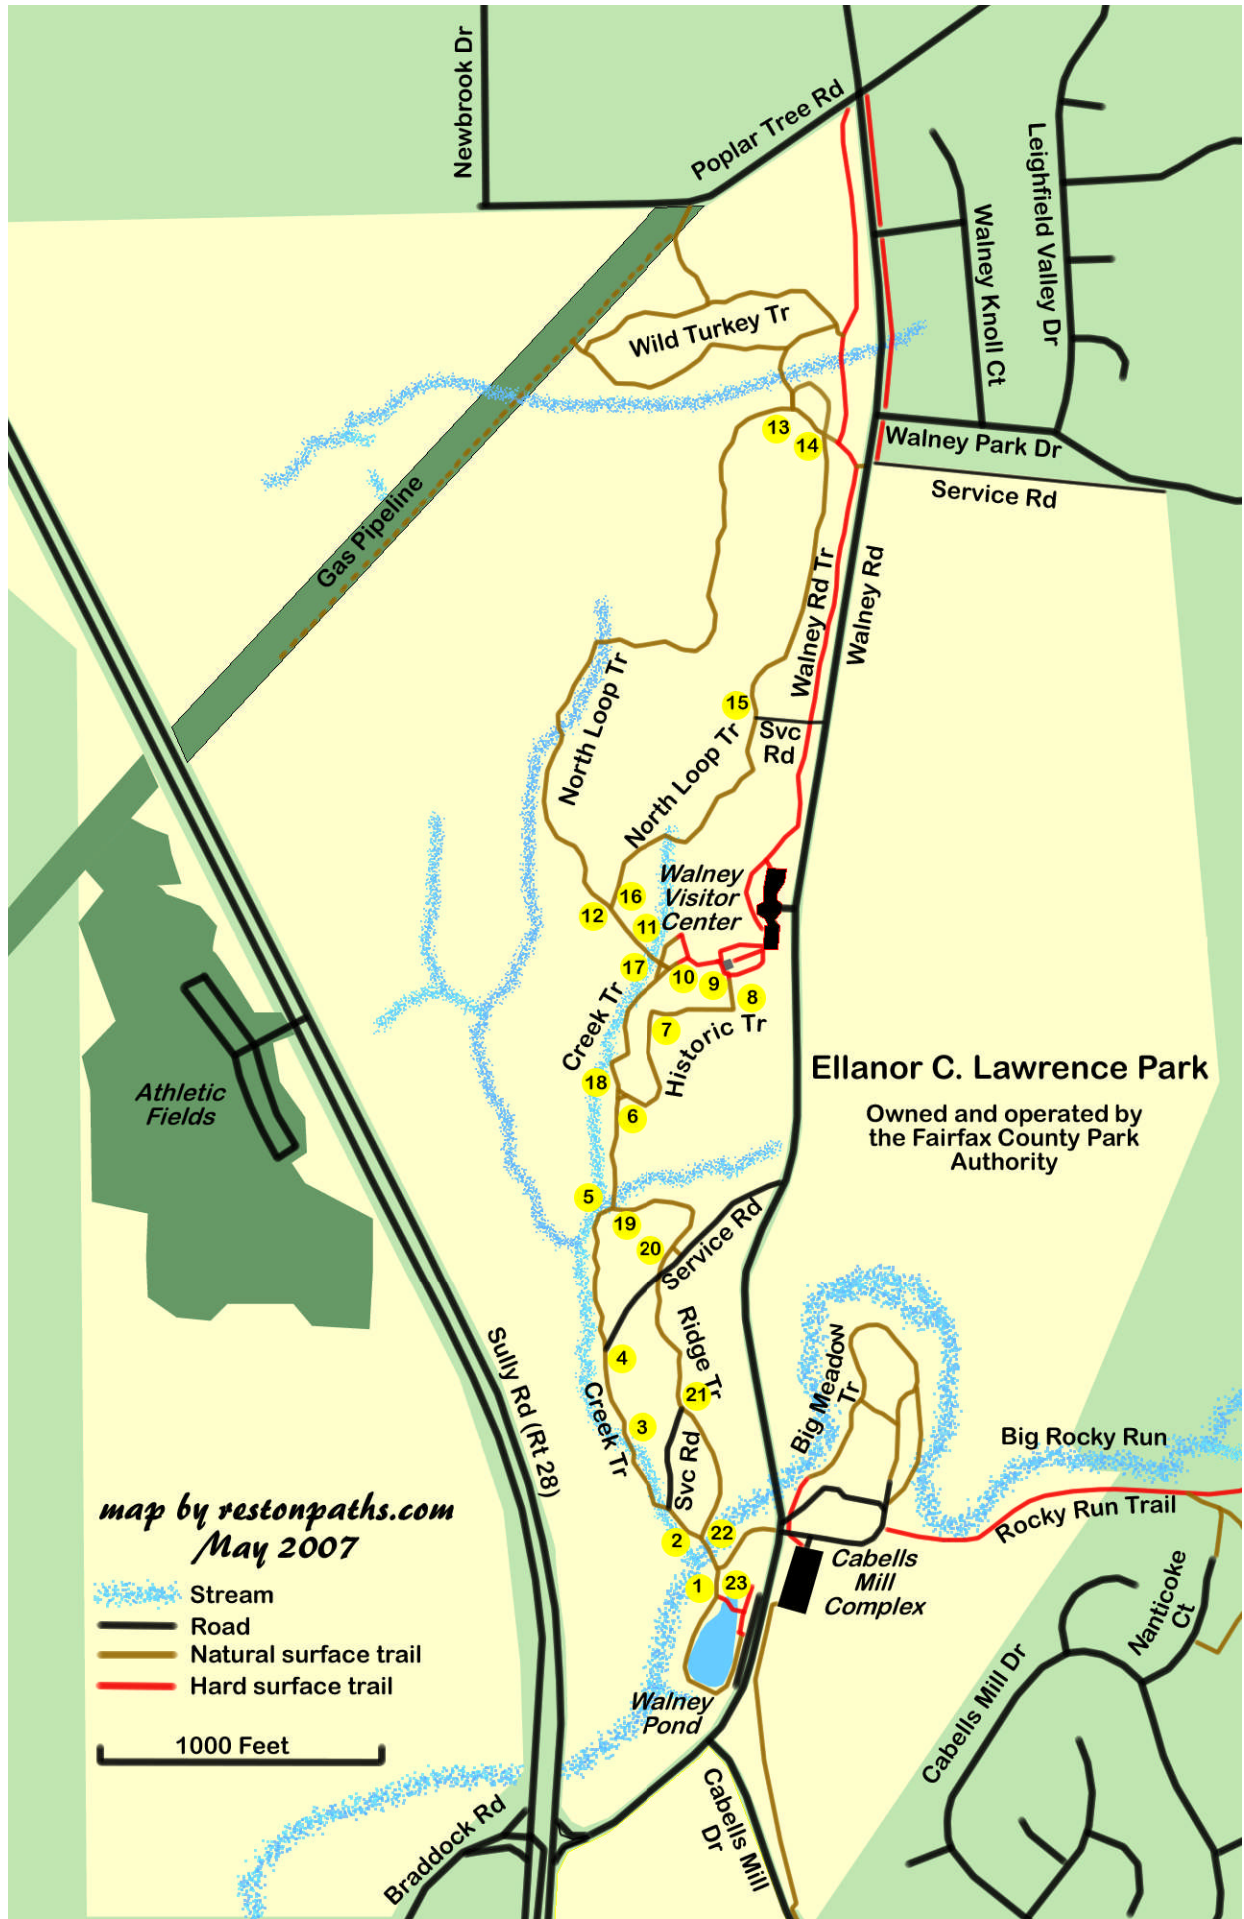 Newbrook Dr
Poplar Tree Rd
Leighfield Valley Dr
Walney Knoll Ct
Wild Turkey Tr
13
14
Walney Park Dr
Service Rd
Gas Pipeline
Walney Rd Tr
Walney Rd
North Loop Tr
15
Svc
Rd
North Loop Tr
Walney
Visitor
Center
16
12
11
17
10
9
8
Creek Tr
7
Historic Tr
18
6
Ellanor C. Lawrence Park
Owned and operated by
the Fairfax County Park
Authority
Athletic
Fields
5
19
20
Service Rd
Ridge Tr
4
21
3
Creek Tr
Svc Rd
Sully Rd (Rt 28)
Big Meadow
Tr
Big Rocky Run
Rocky Run Trail
22
2
1
23
Cabells
Mill
Complex
Nanticoke
Ct
Walney
Pond
Cabells Mill Dr
Cabells Mill
Dr
Braddock Rd
map by restonpaths.com
May 2007
Stream
Road
Natural surface trail
Hard surface trail
1000 Feet